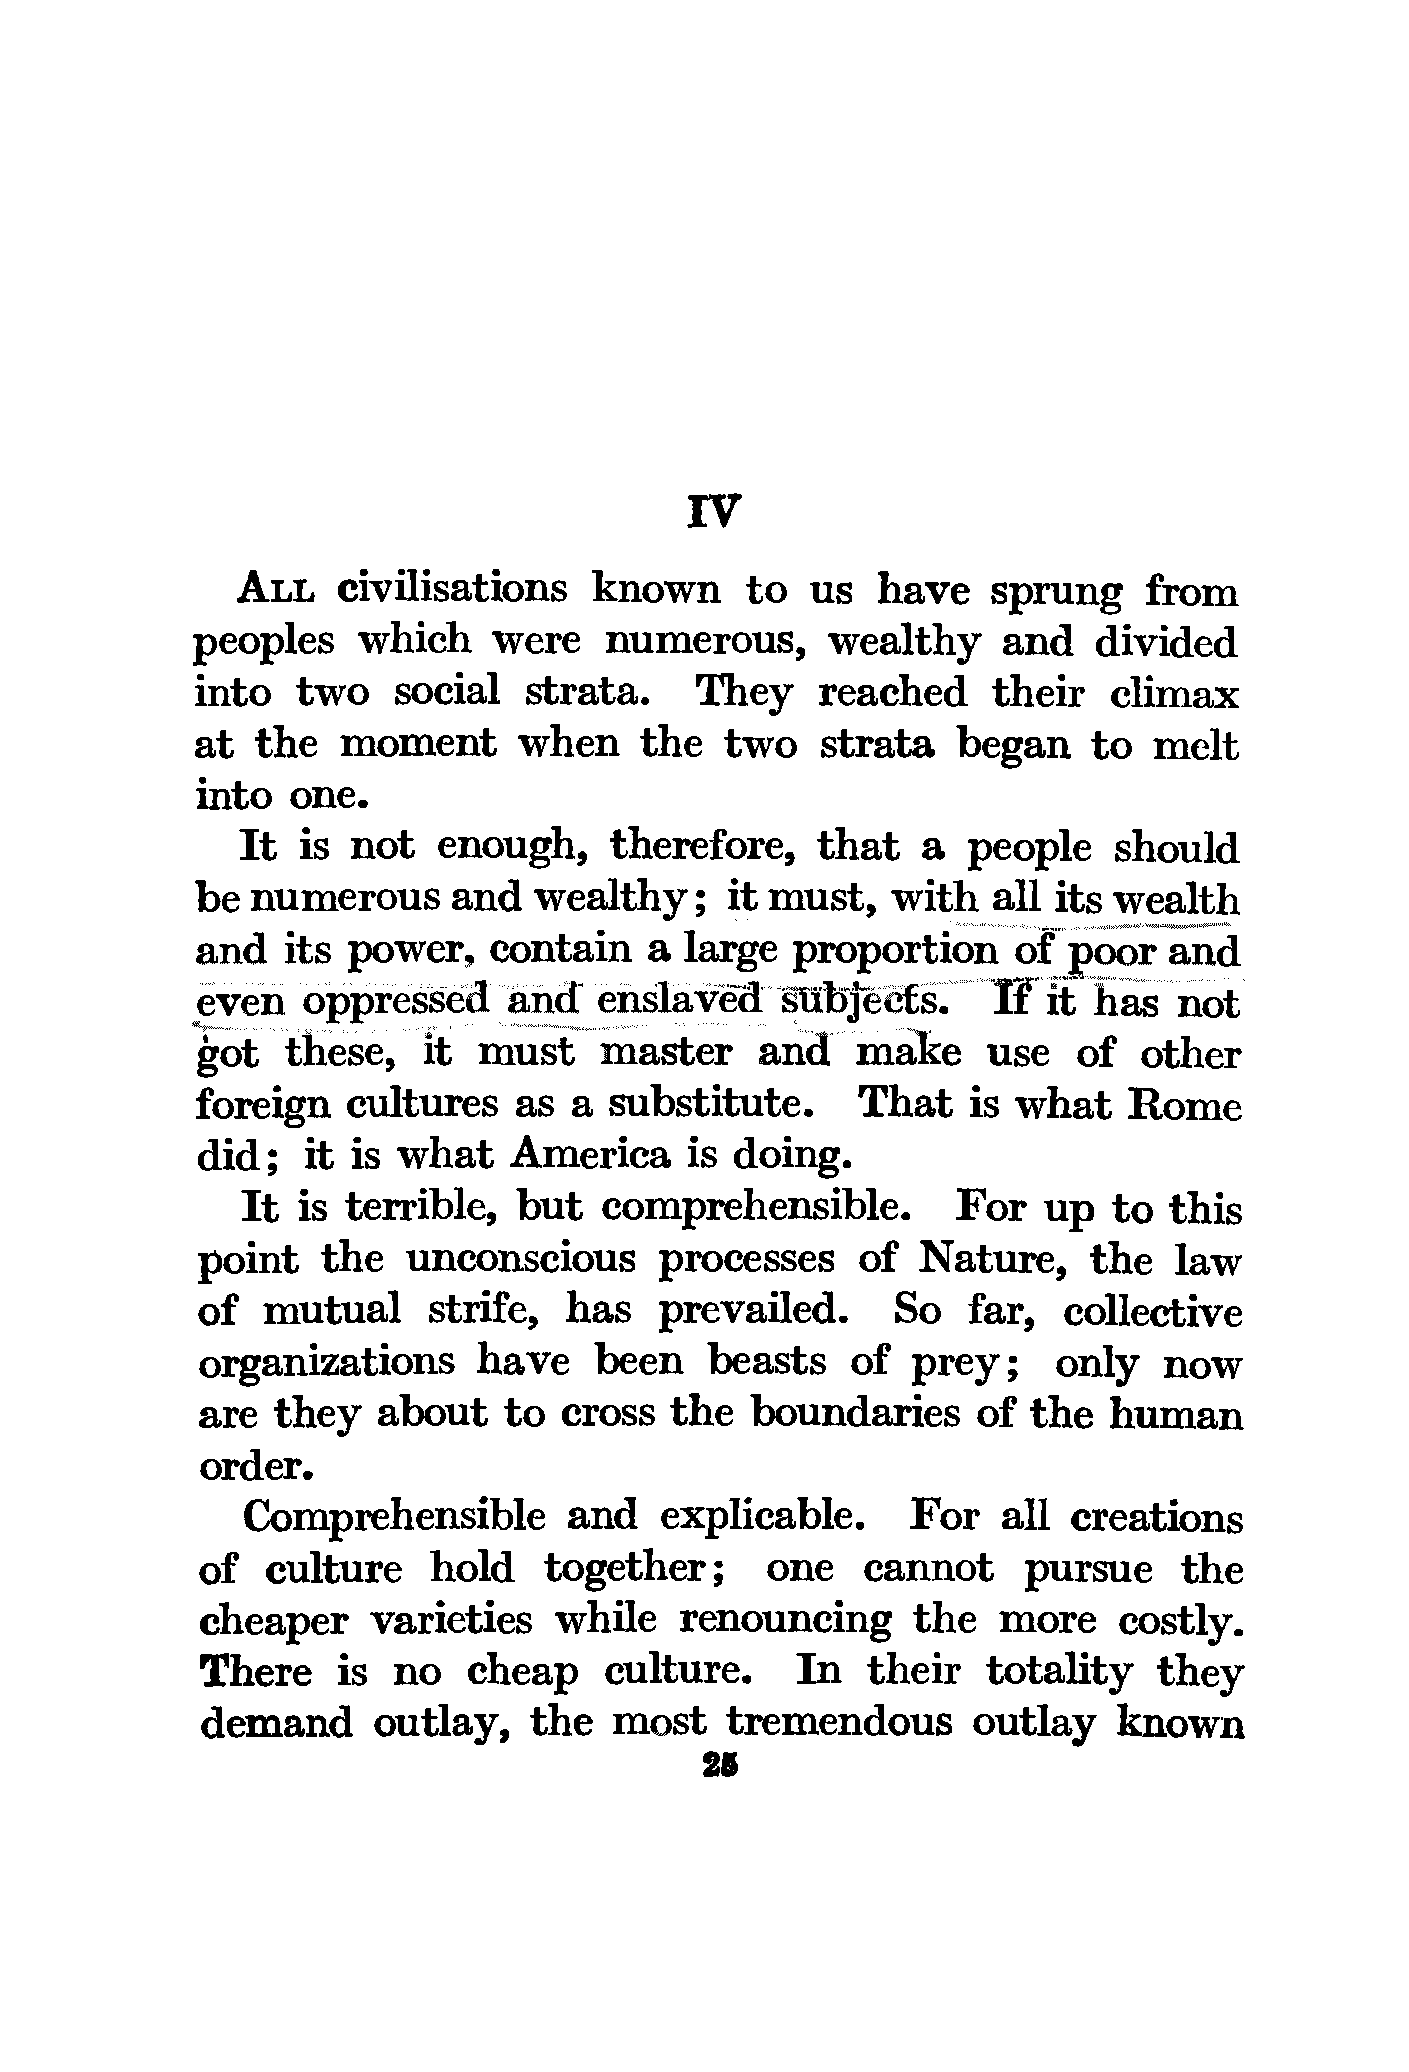 IV
ALL civilisations known to us have sprung from
peoples which were numerous, wealthy and divided
into two social strata. They reached their climax
at the moment when the two strata began to melt
into one.
It is not enough, therefore, that a people should
be numerous and wealthy; it must, with all its wealth
and its power, contain a large proportion of poor and
even oppressed and enslaved subjects. If it has not
got these, it must master and make use of other
foreign cultures as a substitute. That is what Rome
did; it is what America is doing.
It is terrible, but comprehensible. For up to this
point the unconscious processes of Nature, the law
of mutual strife, has prevailed. So far, collective
organizations have been beasts of prey; only now
are they about to cross the boundaries of the human
order.
Comprehensible and explicable. For all creations
of culture hold together; one cannot pursue the
cheaper varieties while renouncing the more costly.
There is no cheap culture. In their totality they
demand outlay, the most tremendous outlay known
25